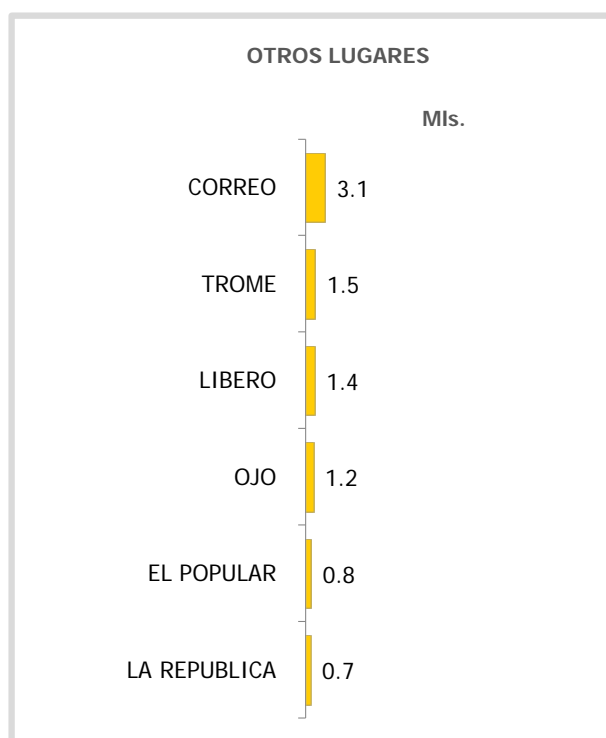 OTROS LUGARES
Mls.
CORREO 3.1
TROME 1.5
LIBERO 1.4
OJO 1.2
EL POPULAR 0.8
LA REPUBLICA 0.7